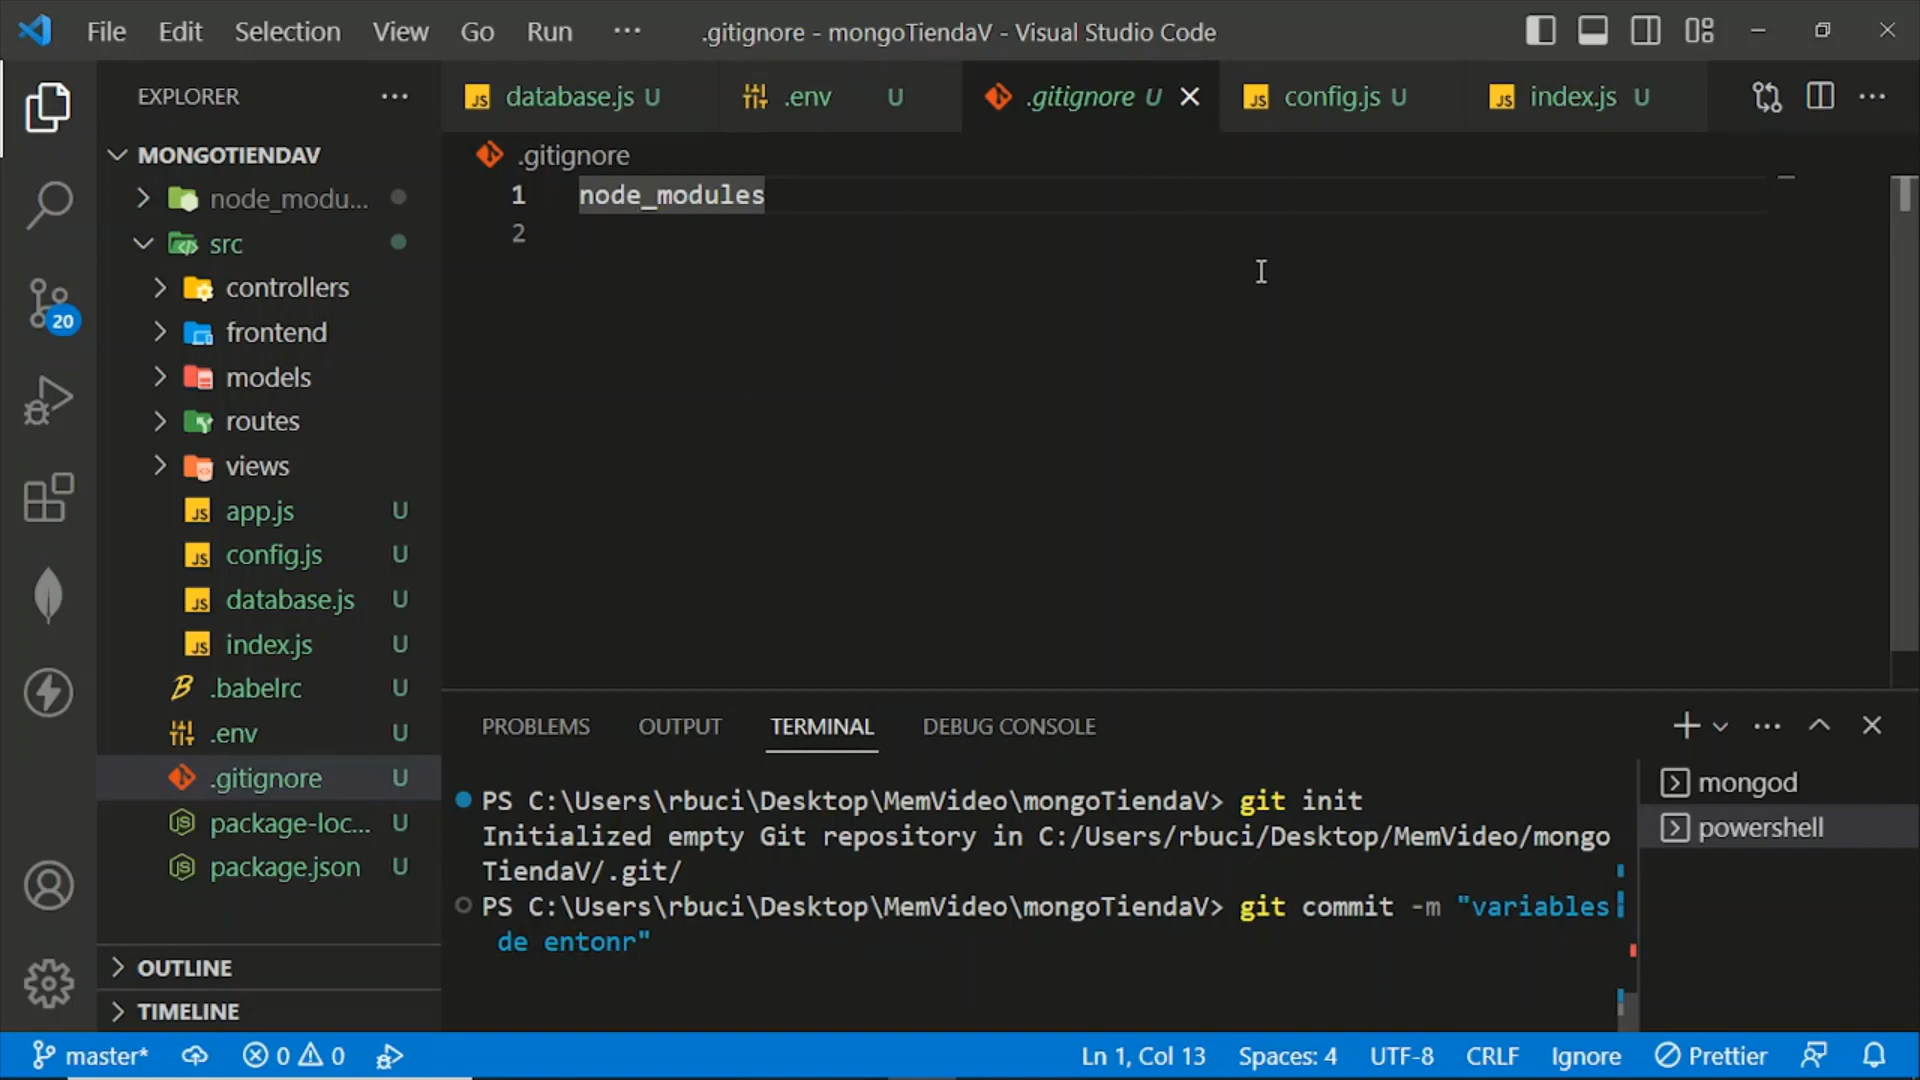 File Edit Selection View Go Run ··· .gitignore - mongoTiendaV - Visual Studio Code
EXPLORER ···
database.js U .env U .gitignore U config.js U index.js U ···
MONGOTIENDAV
.gitignore
node_modu...
src
controllers
frontend
models
routes
views
app.js U
config.js U
database.js U
index.js U
.babelrc U
.env U
.gitignore U
package-loc... U
package.json U
OUTLINE
TIMELINE
20
1 node_modules
2
PROBLEMS OUTPUT TERMINAL DEBUG CONSOLE
PS C:\Users\rbuci\Desktop\MemVideo\mongoTiendaV> git init
Initialized empty Git repository in C:/Users/rbuci/Desktop/MemVideo/mongo
TiendaV/.git/
PS C:\Users\rbuci\Desktop\MemVideo\mongoTiendaV> git commit -m "variables
de entonr"
mongod
powershell
master* 0 0 Ln 1, Col 13 Spaces: 4 UTF-8 CRLF Ignore Prettier